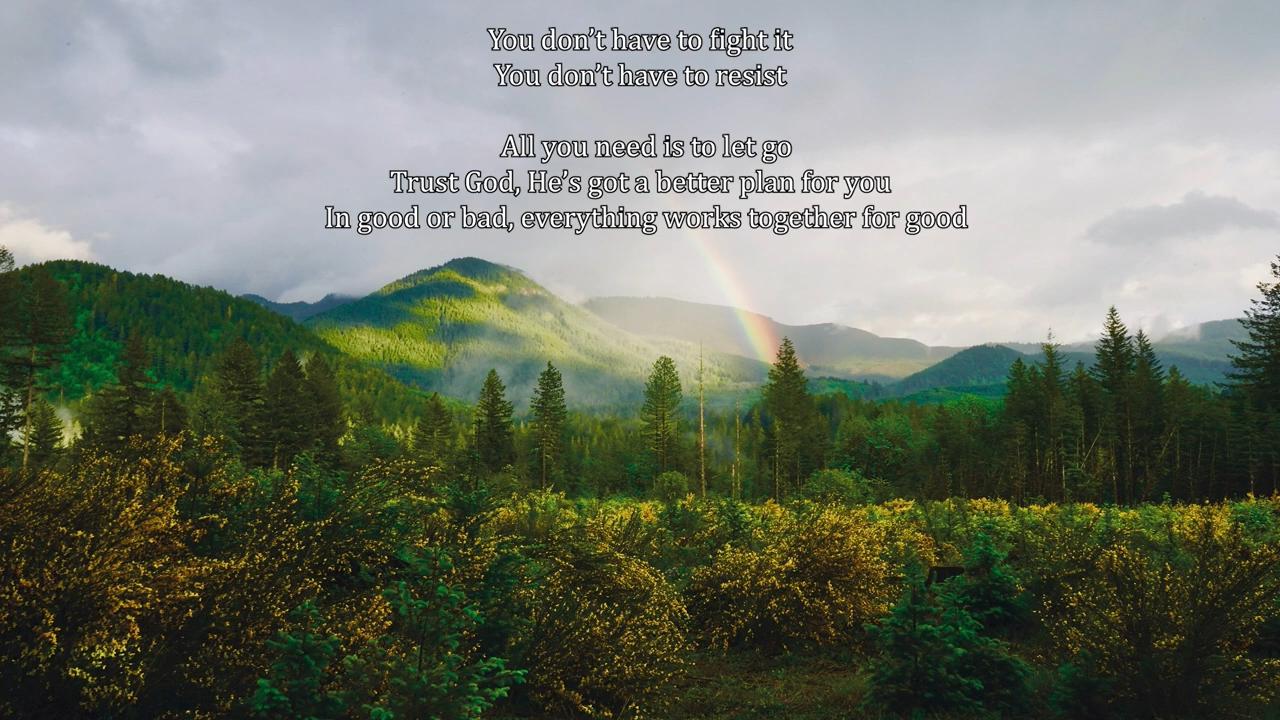 You don’t have to fight it
You don’t have to resist
All you need is to let go
Trust God, He’s got a better plan for you
In good or bad, everything works together for good